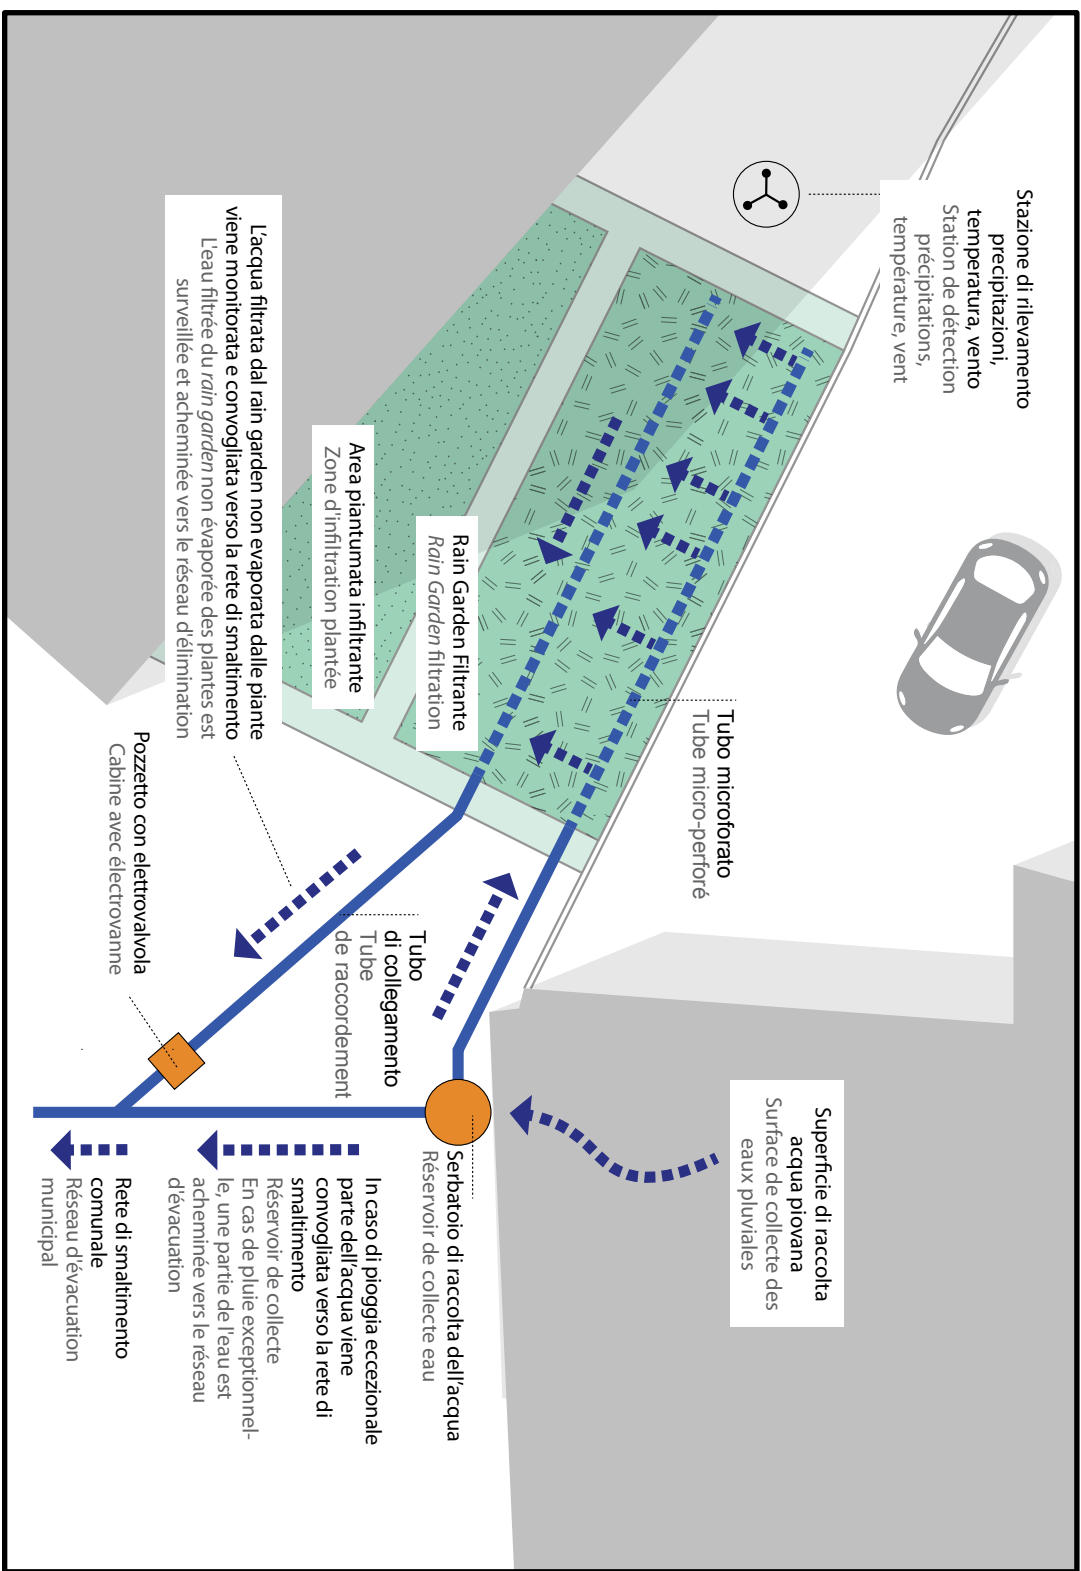 Stazione di rilevamento
precipitazioni,
temperatura, vento
Station de détection
précipitations,
température, vent
Tubo microforato
Tube micro-perforé
Superficie di raccolta
acqua piovana
Surface de collecte des
eaux pluviales
Rain Garden Filtrante
Rain Garden filtration
Area piantumata infiltrante
Zone d'infiltration plantée
L'acqua filtrata dal rain garden non evaporata dalle piante
viene monitorata e convogliata verso la rete di smaltimento
L'eau filtrée du rain garden non évaporée des plantes est
surveillée et acheminée vers le réseau d'élimination
Tubo
di collegamento
Tube
de raccordement
Serbatoio di raccolta dell'acqua
Réservoir de collecte eau
In caso di pioggia eccezionale
parte dell'acqua viene
convogliata verso la rete di
smaltimento
Réservoir de collecte
En cas de pluie exceptionnel-
le, une partie de l'eau est
acheminée vers le réseau
d'évacuation
Pozzetto con elettrovalvola
Cabine avec électrovanne
Rete di smaltimento
comunale
Réseau d'évacuation
municipal